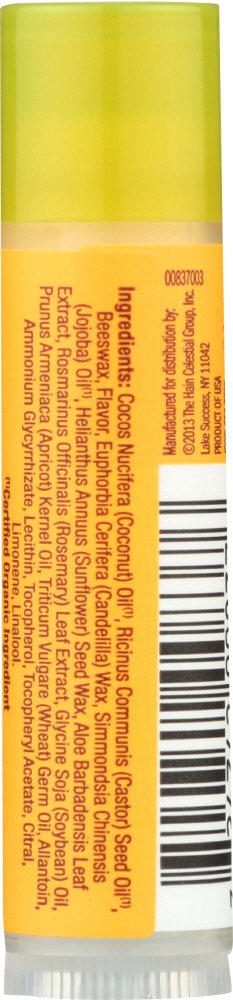 00837003
Manufactured for distribution by:
©2013 The Hain Celestial Group, Inc.
Lake Success, NY 11042
PRODUCT OF USA
Ingredients: Cocos Nucifera (Coconut) Oil⁽¹⁾, Ricinus Communis (Castor) Seed Oil⁽¹⁾,
Beeswax, Flavor, Euphorbia Cerifera (Candelilla) Wax, Simmondsia Chinensis
(Jojoba) Oil⁽¹⁾, Helianthus Annuus (Sunflower) Seed Wax, Aloe Barbadensis Leaf
Extract, Rosmarinus Officinalis (Rosemary) Leaf Extract, Glycine Soja (Soybean) Oil,
Prunus Armeniaca (Apricot) Kernel Oil, Triticum Vulgare (Wheat) Germ Oil, Allantoin,
Ammonium Glycyrrhizate, Lecithin, Tocopherol, Tocopheryl Acetate, Citral,
Limonene, Linalool.
⁽¹⁾Certified Organic Ingredient